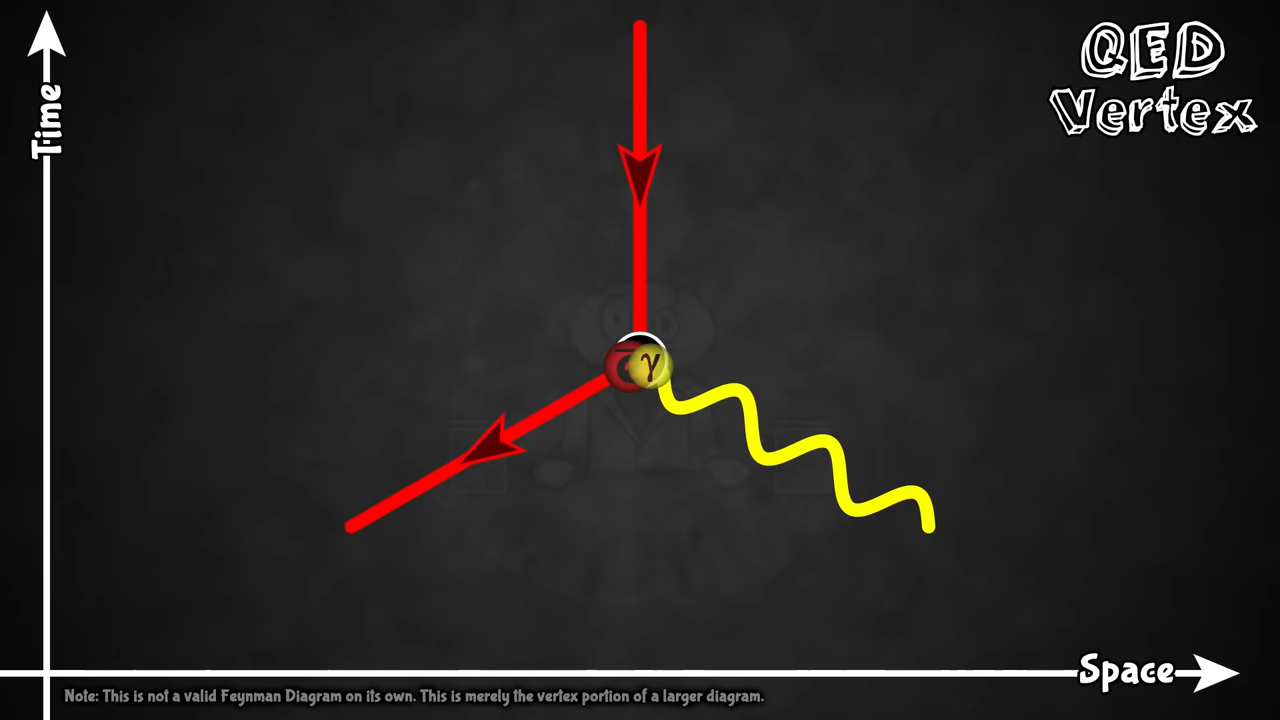 QED
Vertex
Time
γ
Space
Note: This is not a valid Feynman Diagram on its own. This is merely the vertex portion of a larger diagram.